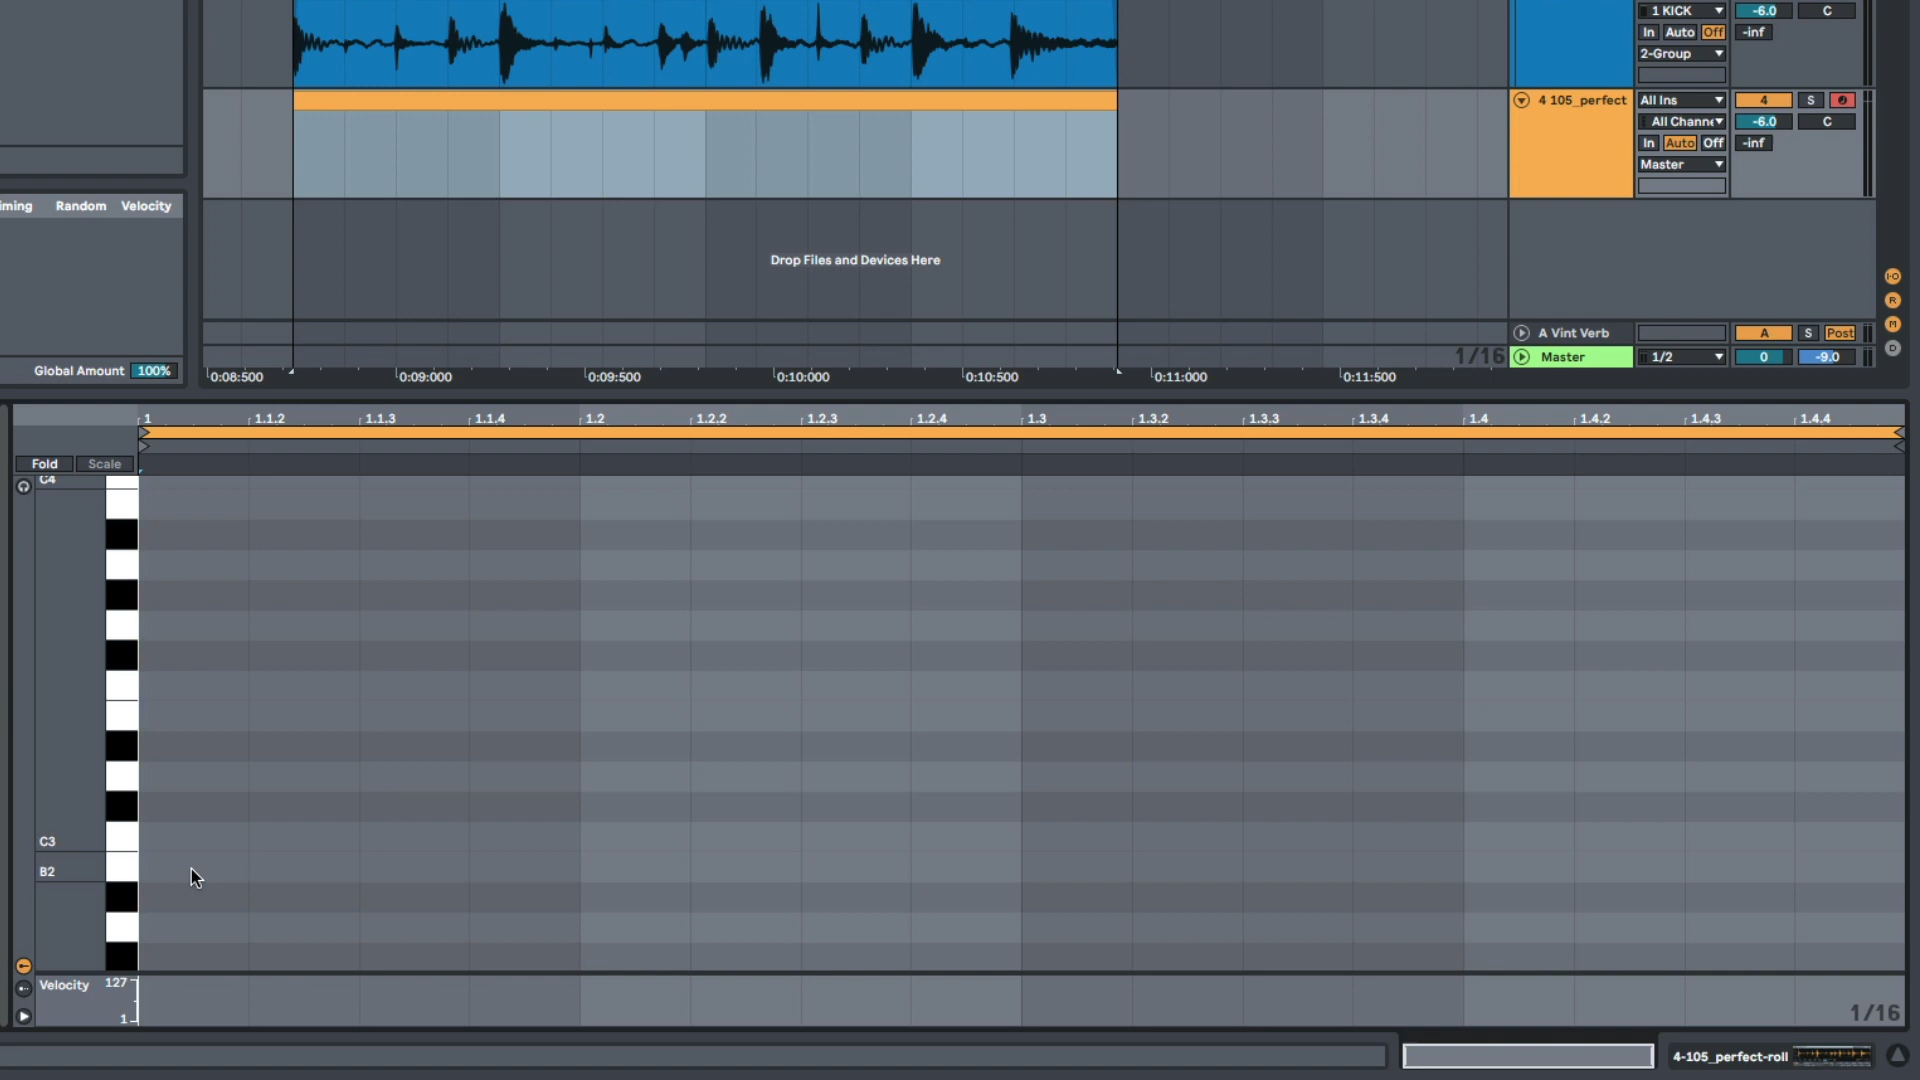 1 KICK -6.0 C
In Auto Off -inf
2-Group
4 105_perfect All Ins 4 S
All Channe -6.0 C
In Auto Off -inf
Master
iming Random Velocity
Drop Files and Devices Here
I-O
R
M
D
A Vint Verb A S Post
1/16 Master 1/2 0 -9.0
Global Amount 100%
0:08:500 0:09:000 0:09:500 0:10:000 0:10:500 0:11:000 0:11:500
1 1.1.2 1.1.3 1.1.4 1.2 1.2.2 1.2.3 1.2.4 1.3 1.3.2 1.3.3 1.3.4 1.4 1.4.2 1.4.3 1.4.4
Fold Scale
C4
C3
B2
Velocity 127
1
1/16
4-105_perfect-roll